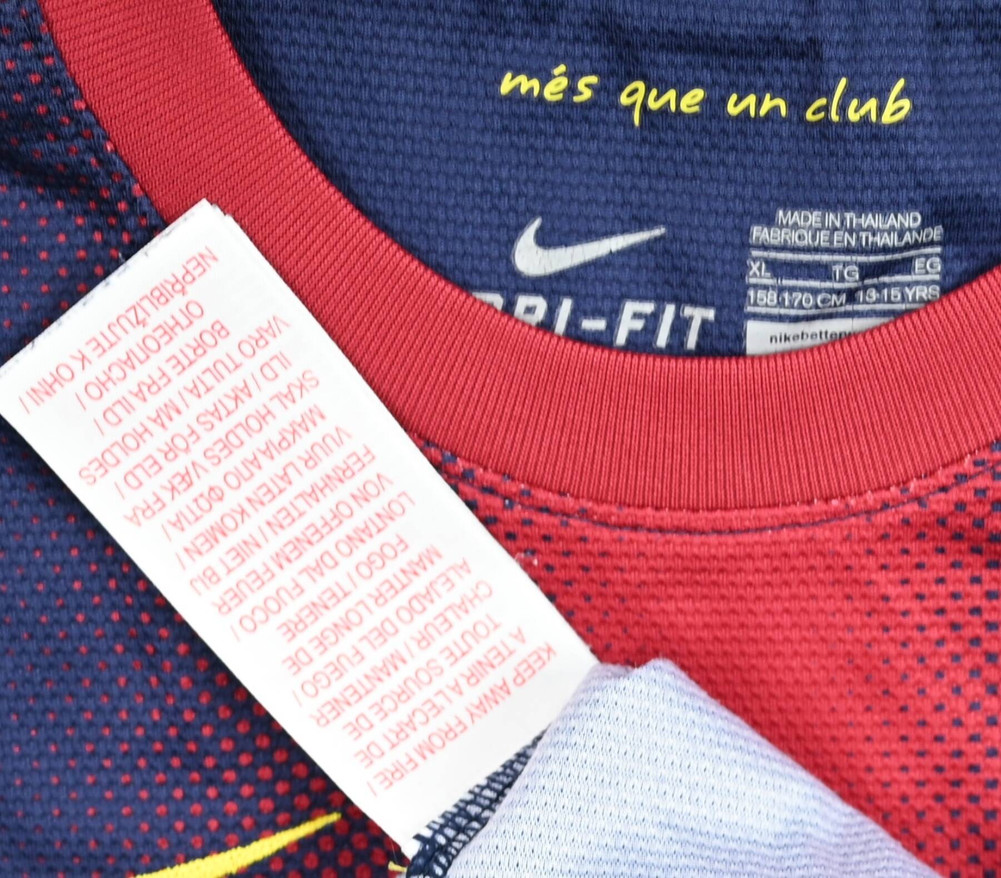 més que un club
MADE IN THAILAND
FABRIQUE EN THAILANDE
XL TG EG
158-170 CM 13-15 YRS
DRI-FIT
KEEP AWAY FROM FIRE /
A TENIR A L'ECART DE
TOUTE SOURCE DE
CHALEUR / MANTENER
ALEJADO DEL FUEGO /
MANTER LONGE DE
FOGO / TENERE
LONTANO DAL FUOCO /
VON OFFENEM FEUER
FERNHALTEN / NIET BIJ
VUUR LATEN KOMEN /
ΜΑΚΡΙΑ ΑΠΟ ΦΩΤΙΑ /
SKAL HOLDES VÆK FRA
ILD / AKTAS FÖR ELD /
VARO TULTA / MÅ HOLDES
BORTE FRA ILD /
ОГНЕОПАСНО /
NEPRIBLIŽUJTE K OHNI /